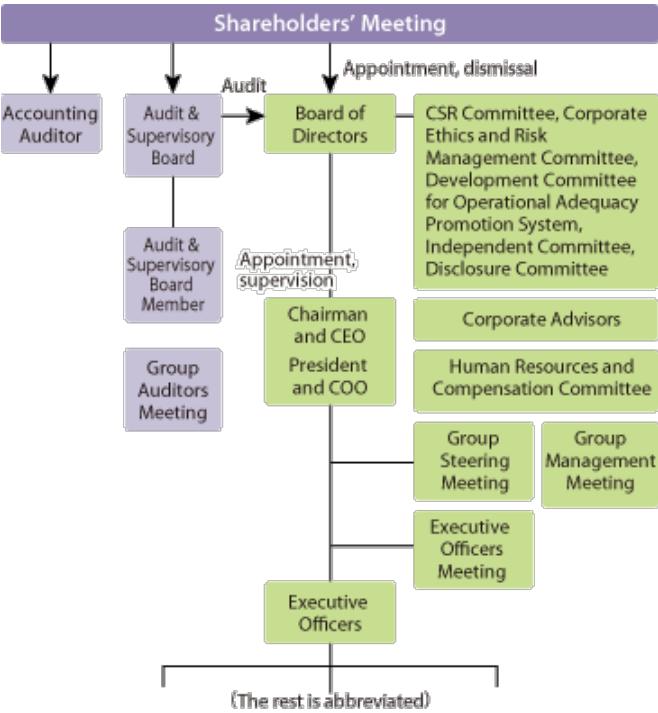 Shareholders’ Meeting
Appointment, dismissal
Audit
Accounting
Auditor
Audit &
Supervisory
Board
Board of
Directors
CSR Committee, Corporate
Ethics and Risk
Management Committee,
Development Committee
for Operational Adequacy
Promotion System,
Independent Committee,
Disclosure Committee
Audit &
Supervisory
Board
Member
Appointment,
supervision
Chairman
and CEO
President
and COO
Corporate Advisors
Group
Auditors
Meeting
Human Resources and
Compensation Committee
Group
Steering
Meeting
Group
Management
Meeting
Executive
Officers
Meeting
Executive
Officers
(The rest is abbreviated)